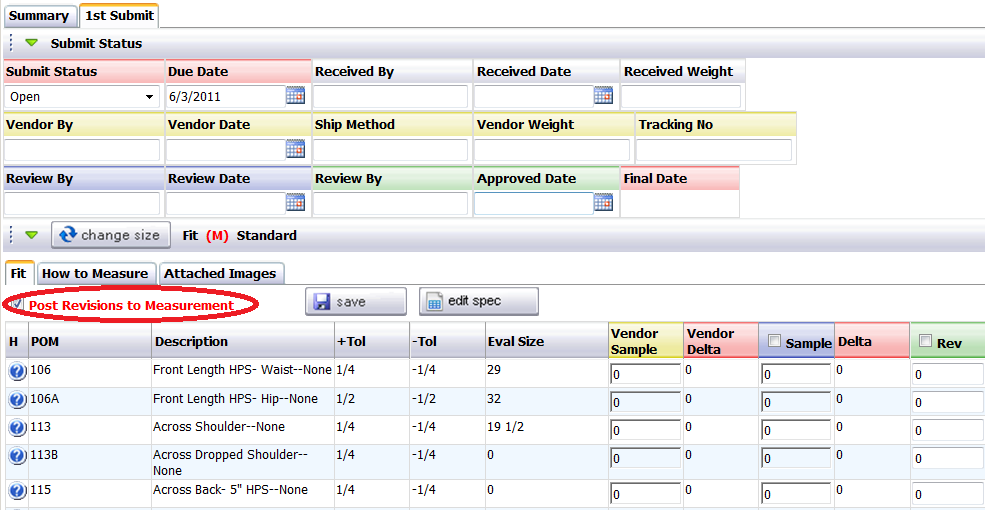 Summary 1st Submit
Submit Status
Submit Status Due Date Received By Received Date Received Weight
Open 6/3/2011
Vendor By Vendor Date Ship Method Vendor Weight Tracking No
Review By Review Date Review By Approved Date Final Date
change size Fit (M) Standard
Fit How to Measure Attached Images
Post Revisions to Measurement save edit spec
H POM Description +Tol -Tol Eval Size Vendor Sample Vendor Delta Sample Delta Rev
? 106 Front Length HPS- Waist--None 1/4 -1/4 29 0 0 0 0 0
? 106A Front Length HPS- Hip--None 1/2 -1/2 32 0 0 0 0 0
? 113 Across Shoulder--None 1/4 -1/4 19 1/2 0 0 0 0 0
? 113B Across Dropped Shoulder-- 1/4 -1/4 0 0 0 0 0 0
None
? 115 Across Back- 5" HPS--None 1/4 -1/4 0 0 0 0 0 0